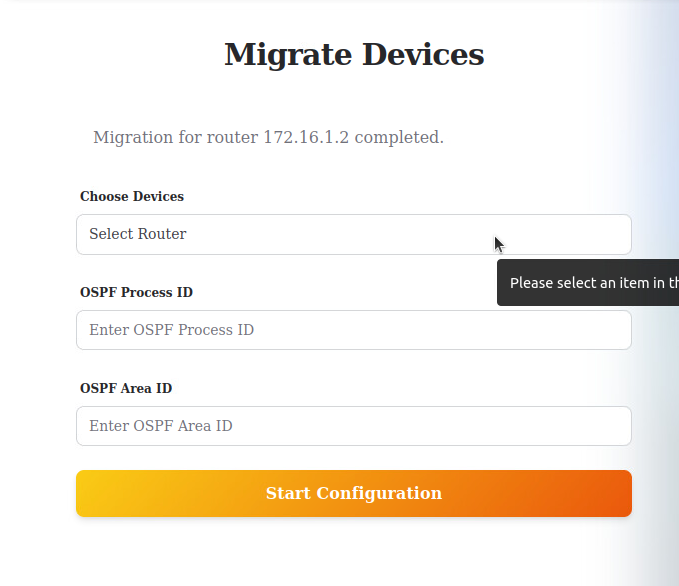 Migrate Devices
Migration for router 172.16.1.2 completed.
Choose Devices
Select Router
Please select an item in
OSPF Process ID
Enter OSPF Process ID
OSPF Area ID
Enter OSPF Area ID
Start Configuration